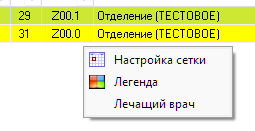 29 Z00.1 Отделение (ТЕСТОВОЕ)
31 Z00.0 Отделение (ТЕСТОВОЕ)
Настройка сетки
Легенда
Лечащий врач